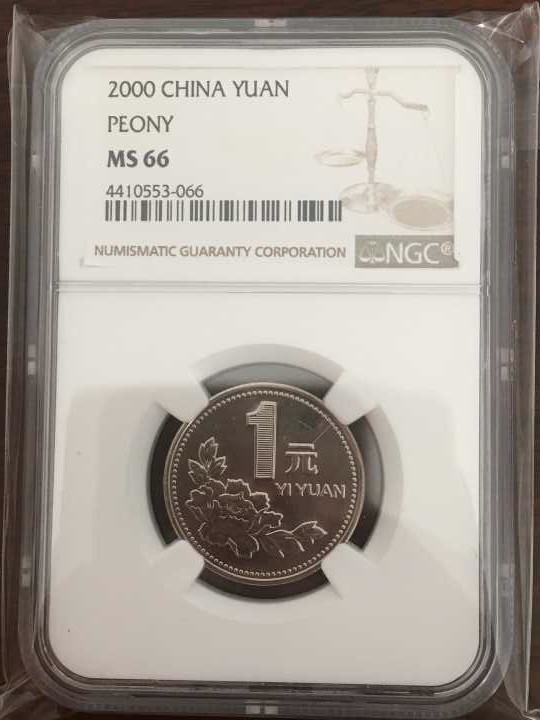 2000 CHINA YUAN
PEONY
MS 66
4410553-066
NUMISMATIC GUARANTY CORPORATION
NGC®
1
元
YI YUAN